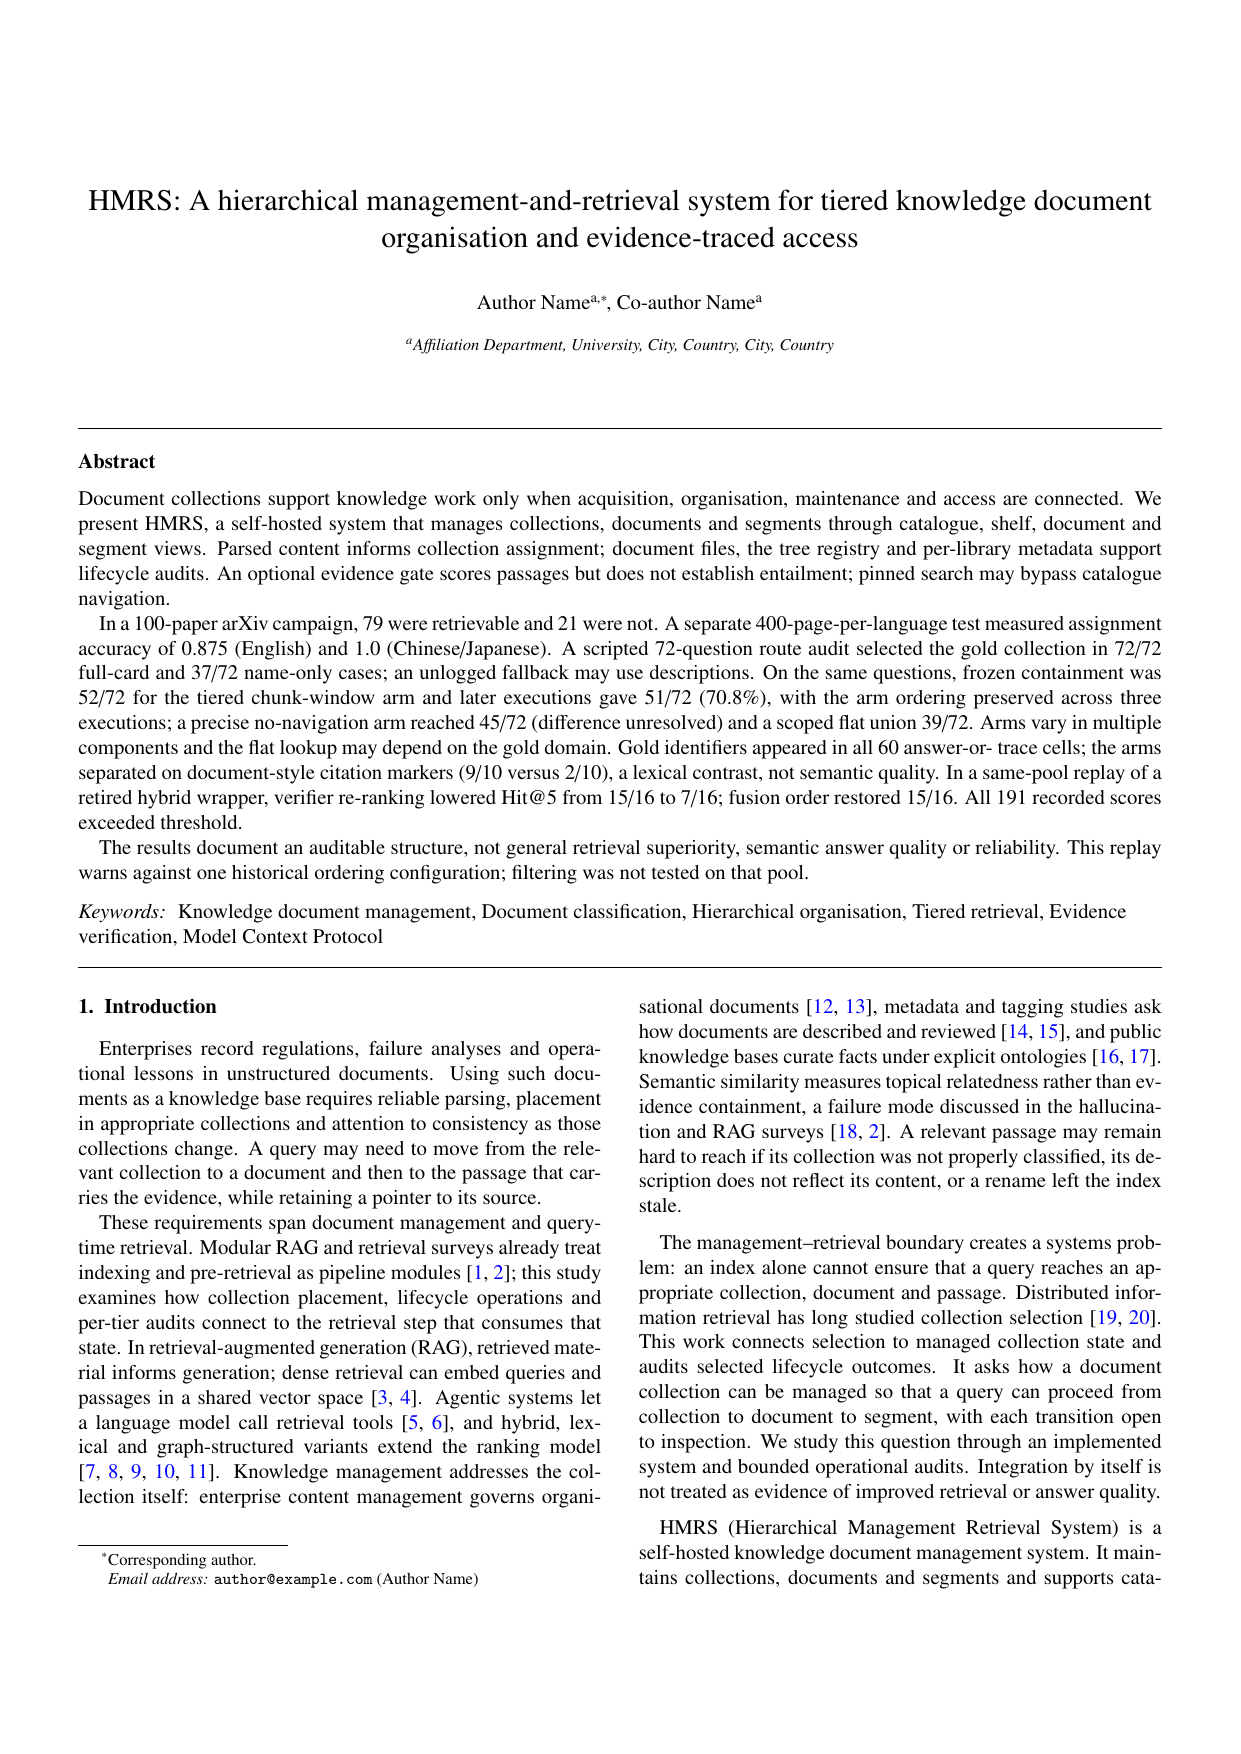 HMRS: A hierarchical management-and-retrieval system for tiered knowledge document
organisation and evidence-traced access
Author Nameᵃ,*, Co-author Nameᵃ
ᵃAffiliation Department, University, City, Country, City, Country
Abstract
Document collections support knowledge work only when acquisition, organisation, maintenance and access are connected. We
present HMRS, a self-hosted system that manages collections, documents and segments through catalogue, shelf, document and
segment views. Parsed content informs collection assignment; document files, the tree registry and per-library metadata support
lifecycle audits. An optional evidence gate scores passages but does not establish entailment; pinned search may bypass catalogue
navigation.
In a 100-paper arXiv campaign, 79 were retrievable and 21 were not. A separate 400-page-per-language test measured assignment
accuracy of 0.875 (English) and 1.0 (Chinese/Japanese). A scripted 72-question route audit selected the gold collection in 72/72
full-card and 37/72 name-only cases; an unlogged fallback may use descriptions. On the same questions, frozen containment was
52/72 for the tiered chunk-window arm and later executions gave 51/72 (70.8%), with the arm ordering preserved across three
executions; a precise no-navigation arm reached 45/72 (difference unresolved) and a scoped flat union 39/72. Arms vary in multiple
components and the flat lookup may depend on the gold domain. Gold identifiers appeared in all 60 answer-or- trace cells; the arms
separated on document-style citation markers (9/10 versus 2/10), a lexical contrast, not semantic quality. In a same-pool replay of a
retired hybrid wrapper, verifier re-ranking lowered Hit@5 from 15/16 to 7/16; fusion order restored 15/16. All 191 recorded scores
exceeded threshold.
The results document an auditable structure, not general retrieval superiority, semantic answer quality or reliability. This replay
warns against one historical ordering configuration; filtering was not tested on that pool.
Keywords: Knowledge document management, Document classification, Hierarchical organisation, Tiered retrieval, Evidence
verification, Model Context Protocol
1. Introduction
Enterprises record regulations, failure analyses and opera-
tional lessons in unstructured documents. Using such docu-
ments as a knowledge base requires reliable parsing, placement
in appropriate collections and attention to consistency as those
collections change. A query may need to move from the rele-
vant collection to a document and then to the passage that car-
ries the evidence, while retaining a pointer to its source.
These requirements span document management and query-
time retrieval. Modular RAG and retrieval surveys already treat
indexing and pre-retrieval as pipeline modules [1, 2]; this study
examines how collection placement, lifecycle operations and
per-tier audits connect to the retrieval step that consumes that
state. In retrieval-augmented generation (RAG), retrieved mate-
rial informs generation; dense retrieval can embed queries and
passages in a shared vector space [3, 4]. Agentic systems let
a language model call retrieval tools [5, 6], and hybrid, lex-
ical and graph-structured variants extend the ranking model
[7, 8, 9, 10, 11]. Knowledge management addresses the col-
lection itself: enterprise content management governs organi-
*Corresponding author.
Email address: author@example.com (Author Name)
sational documents [12, 13], metadata and tagging studies ask
how documents are described and reviewed [14, 15], and public
knowledge bases curate facts under explicit ontologies [16, 17].
Semantic similarity measures topical relatedness rather than ev-
idence containment, a failure mode discussed in the hallucina-
tion and RAG surveys [18, 2]. A relevant passage may remain
hard to reach if its collection was not properly classified, its de-
scription does not reflect its content, or a rename left the index
stale.
The management–retrieval boundary creates a systems prob-
lem: an index alone cannot ensure that a query reaches an ap-
propriate collection, document and passage. Distributed infor-
mation retrieval has long studied collection selection [19, 20].
This work connects selection to managed collection state and
audits selected lifecycle outcomes. It asks how a document
collection can be managed so that a query can proceed from
collection to document to segment, with each transition open
to inspection. We study this question through an implemented
system and bounded operational audits. Integration by itself is
not treated as evidence of improved retrieval or answer quality.
HMRS (Hierarchical Management Retrieval System) is a
self-hosted knowledge document management system. It main-
tains collections, documents and segments and supports cata-